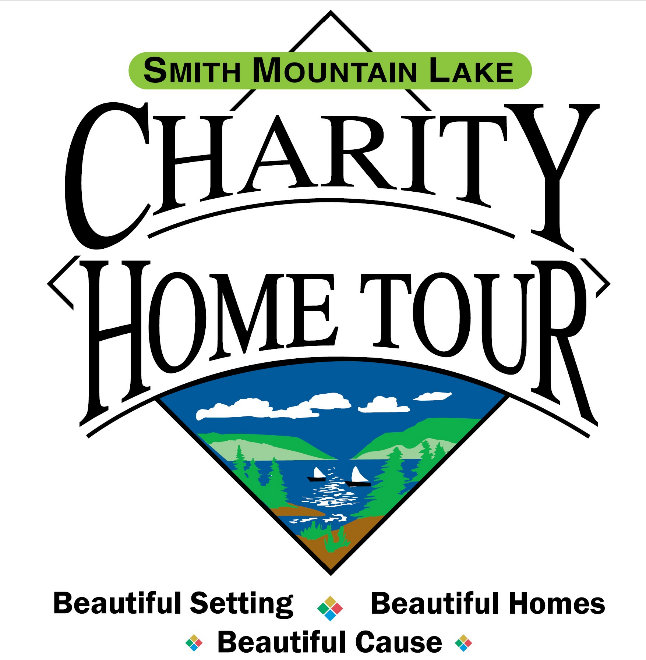 SMITH MOUNTAIN LAKE
CHARITY
HOME TOUR
Beautiful Setting Beautiful Homes
Beautiful Cause